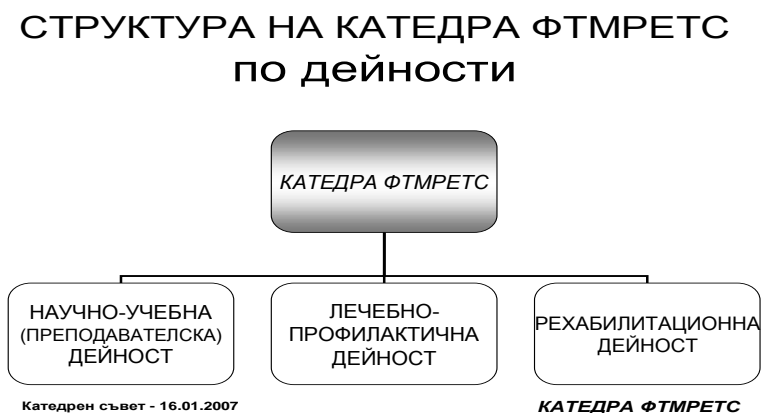 СТРУКТУРА НА КАТЕДРА ФТМРЕТС
по дейности
КАТЕДРА ФТМРЕТС
НАУЧНО-УЧЕБНА
(ПРЕПОДАВАТЕЛСКА)
ДЕЙНОСТ
ЛЕЧЕБНО-
ПРОФИЛАКТИЧНА
ДЕЙНОСТ
РЕХАБИЛИТАЦИОННА
ДЕЙНОСТ
Катедрен съвет - 16.01.2007
КАТЕДРА ФТМРЕТС